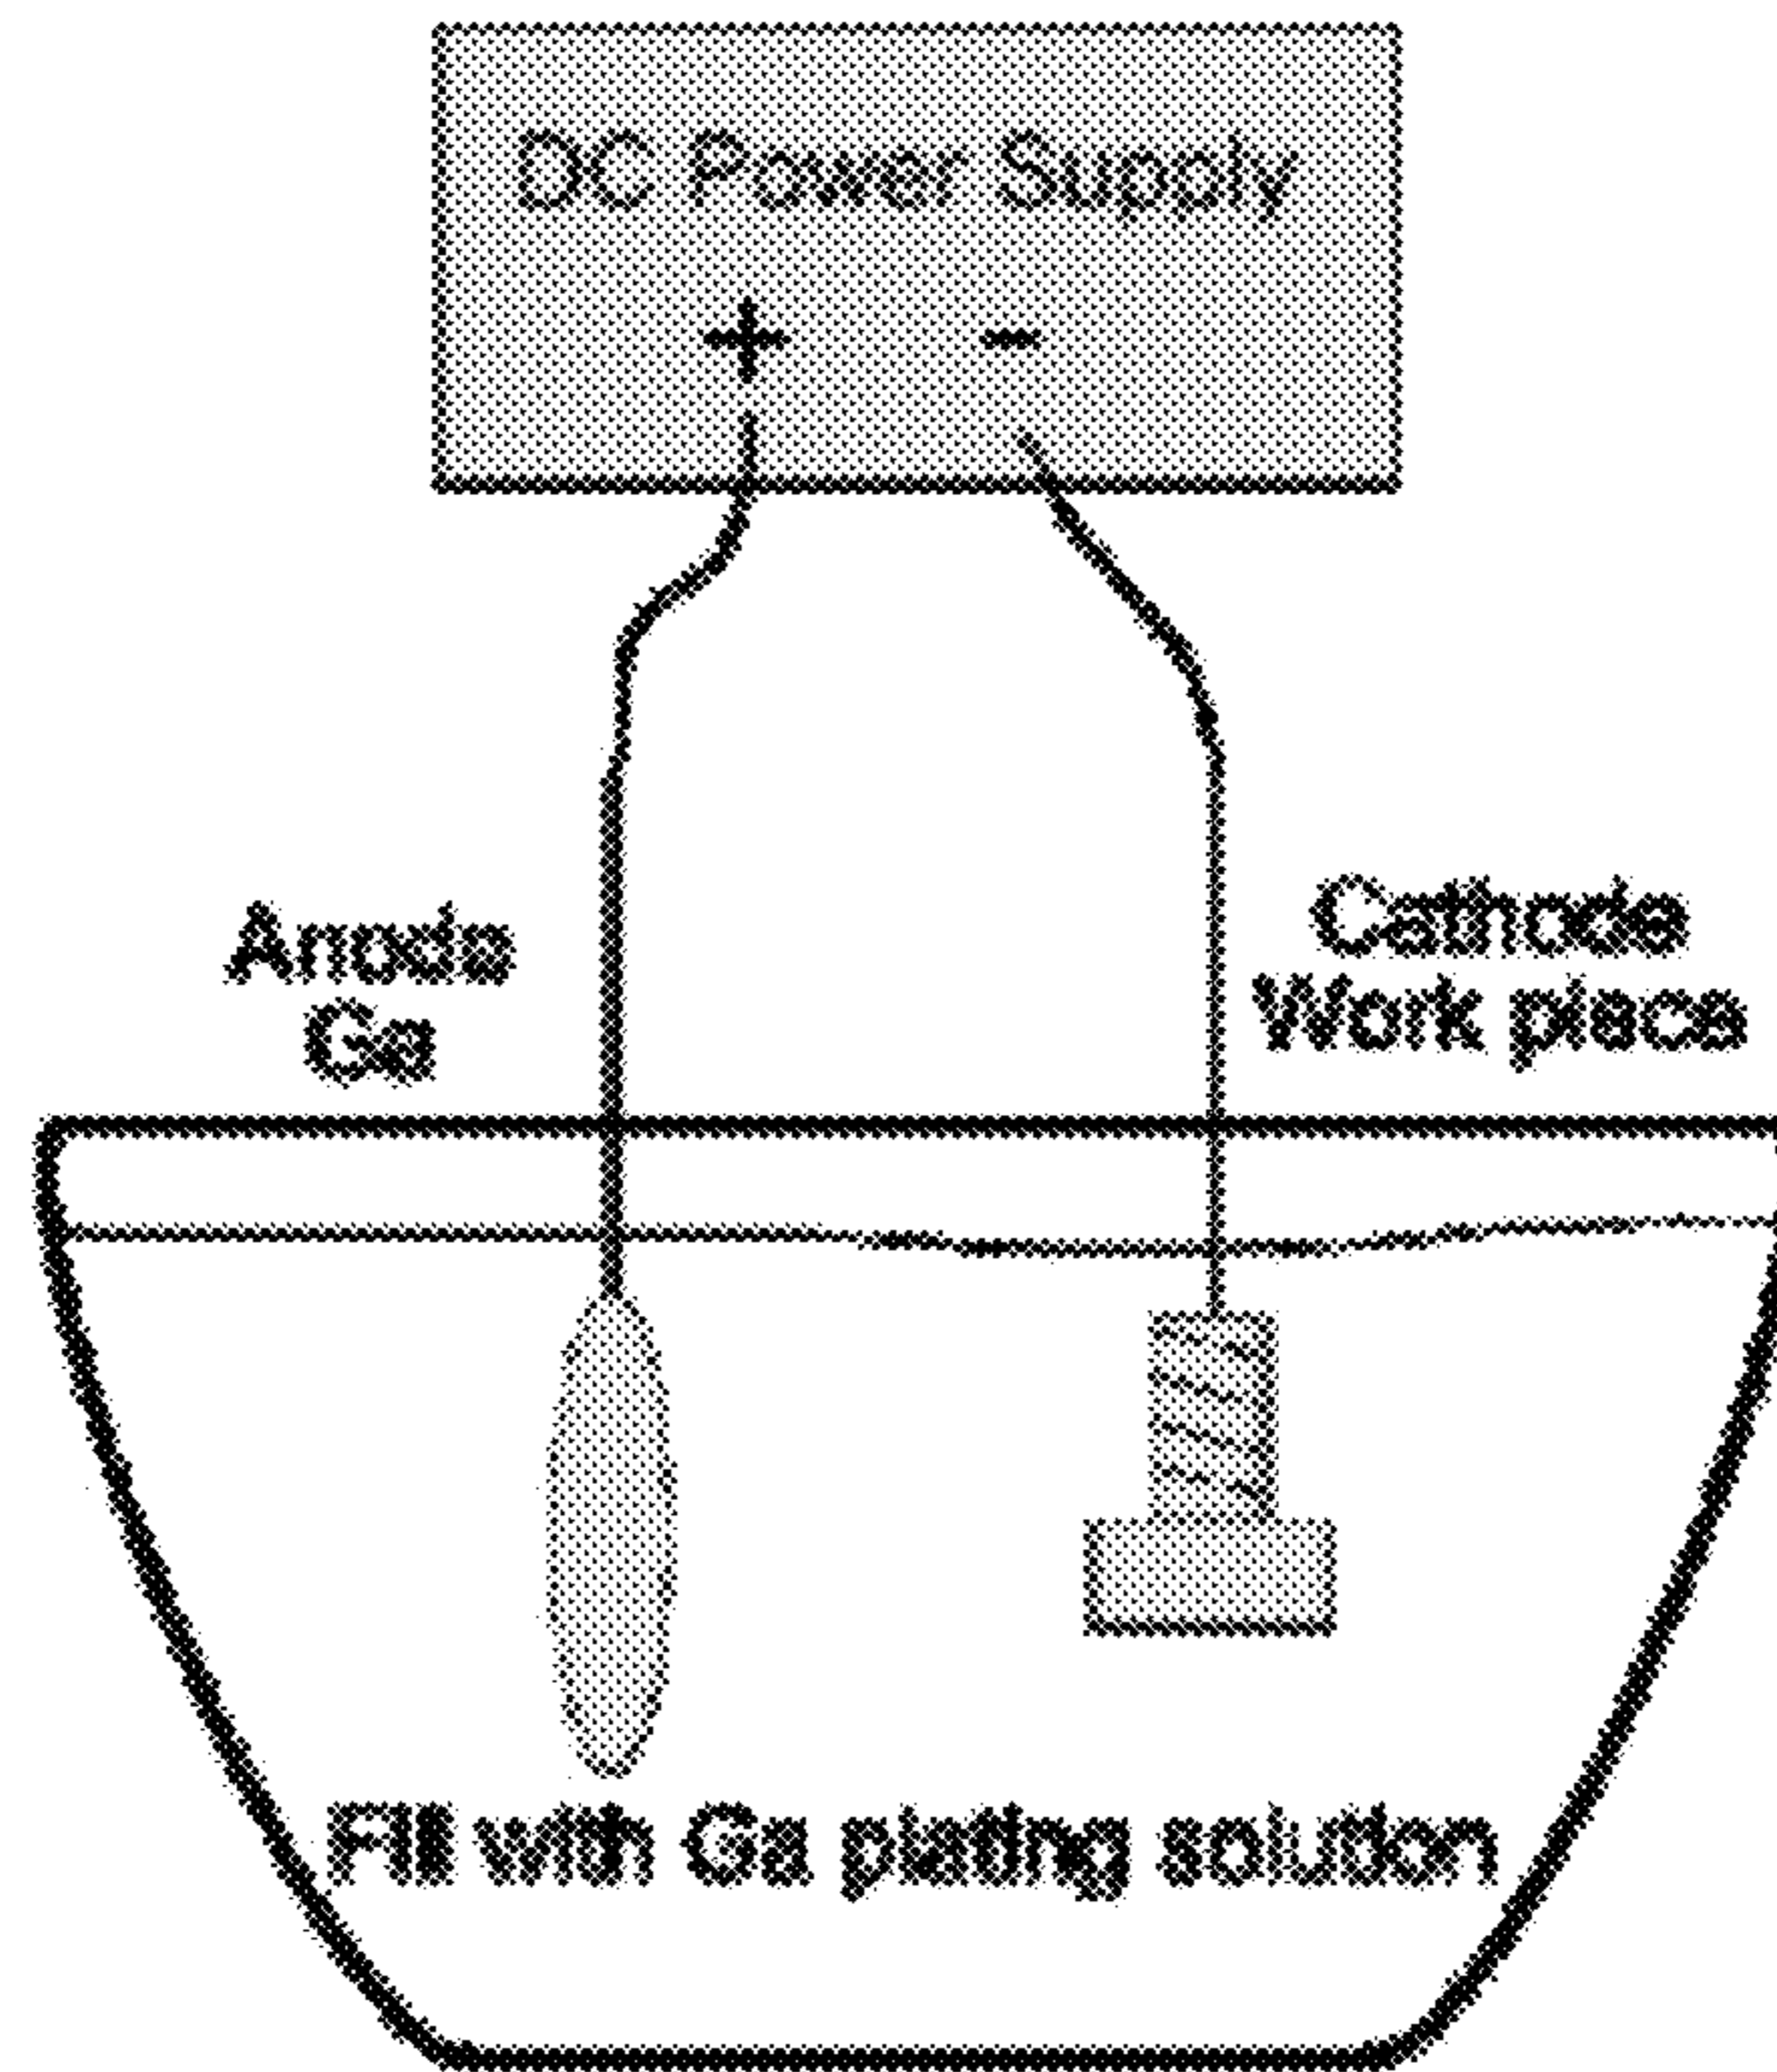 DC Power Supply
+ -
Anode
Ga
Cathode
Work piece
Fill with Ga plating solution